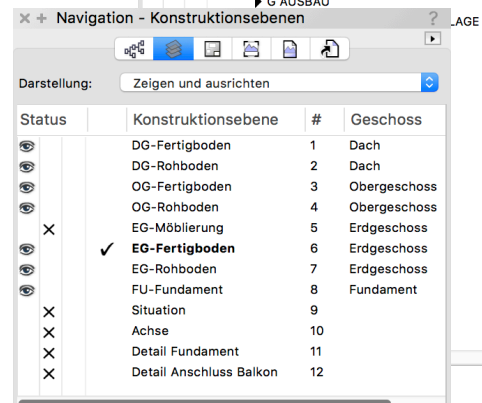 G AUSBAU
Navigation - Konstruktionsebenen ?
LAGE
Darstellung: Zeigen und ausrichten
Status Konstruktionsebene # Geschoss
DG-Fertigboden 1 Dach
DG-Rohboden 2 Dach
OG-Fertigboden 3 Obergeschoss
OG-Rohboden 4 Obergeschoss
EG-Möblierung 5 Erdgeschoss
EG-Fertigboden 6 Erdgeschoss
EG-Rohboden 7 Erdgeschoss
FU-Fundament 8 Fundament
Situation 9
Achse 10
Detail Fundament 11
Detail Anschluss Balkon 12